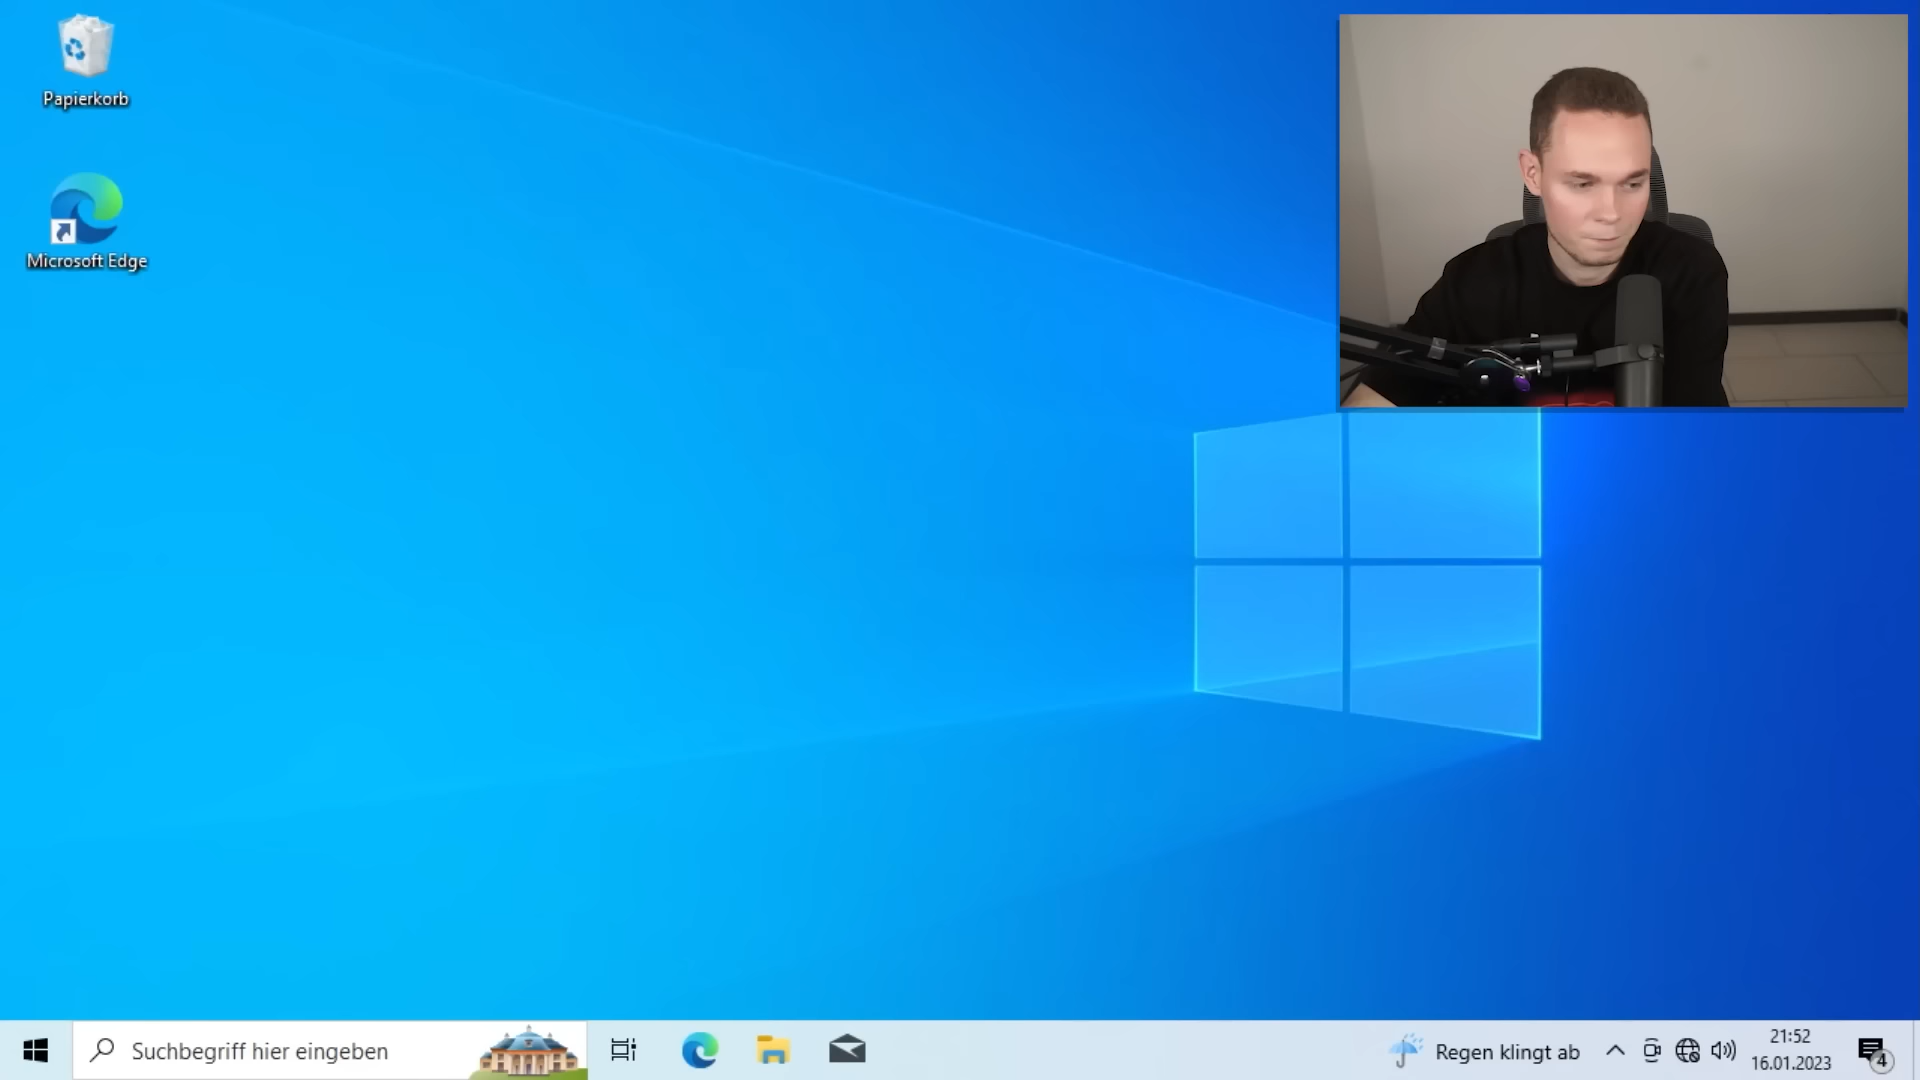 Papierkorb
Microsoft Edge
Suchbegriff hier eingeben
Regen klingt ab
21:52
16.01.2023
4